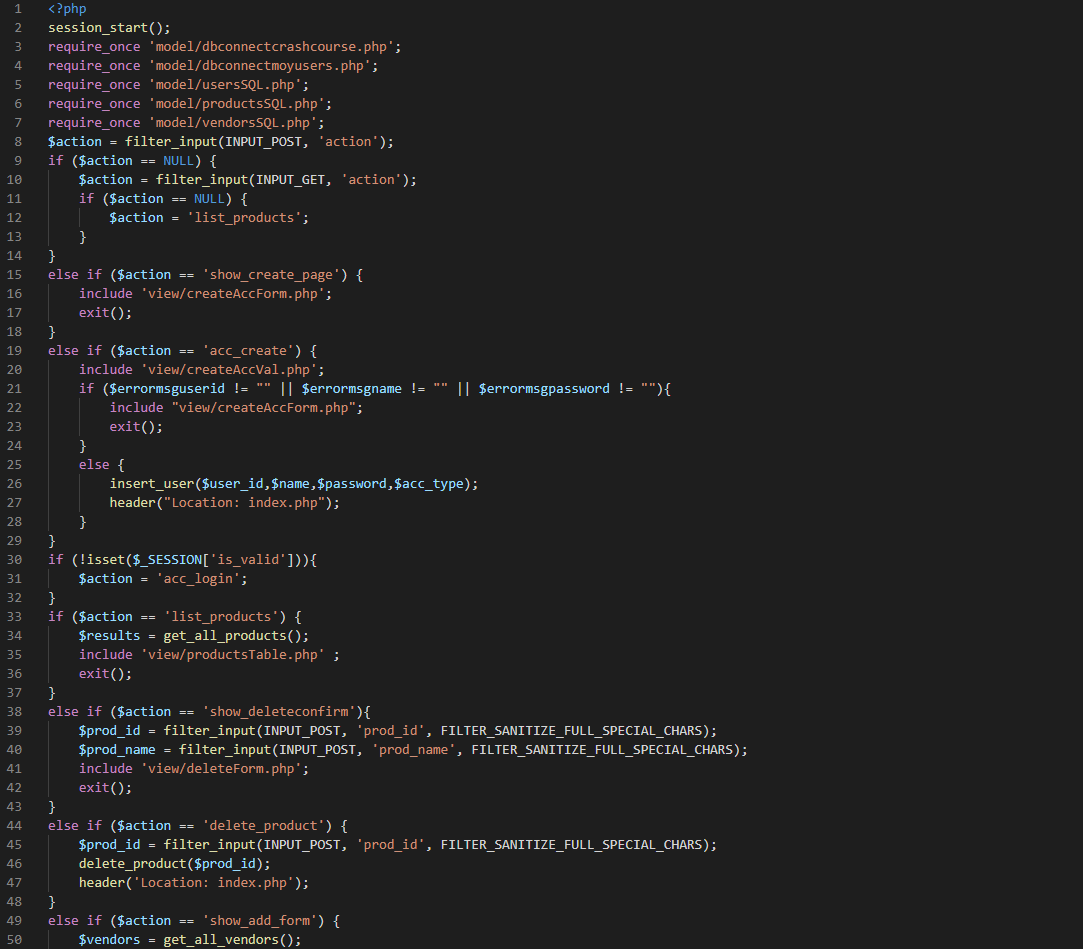 1 <?php
2 session_start();
3 require_once 'model/dbconnectcrashcourse.php';
4 require_once 'model/dbconnectmoyusers.php';
5 require_once 'model/usersSQL.php';
6 require_once 'model/productsSQL.php';
7 require_once 'model/vendorsSQL.php';
8 $action = filter_input(INPUT_POST, 'action');
9 if ($action == NULL) {
10     $action = filter_input(INPUT_GET, 'action');
11     if ($action == NULL) {
12         $action = 'list_products';
13     }
14 }
15 else if ($action == 'show_create_page') {
16     include 'view/createAccForm.php';
17     exit();
18 }
19 else if ($action == 'acc_create') {
20     include 'view/createAccVal.php';
21     if ($errormsguserid != "" || $errormsgname != "" || $errormsgpassword != ""){
22         include "view/createAccForm.php";
23         exit();
24     }
25     else {
26         insert_user($user_id,$name,$password,$acc_type);
27         header("Location: index.php");
28     }
29 }
30 if (!isset($_SESSION['is_valid'])){
31     $action = 'acc_login';
32 }
33 if ($action == 'list_products') {
34     $results = get_all_products();
35     include 'view/productsTable.php' ;
36     exit();
37 }
38 else if ($action == 'show_deleteconfirm'){
39     $prod_id = filter_input(INPUT_POST, 'prod_id', FILTER_SANITIZE_FULL_SPECIAL_CHARS);
40     $prod_name = filter_input(INPUT_POST, 'prod_name', FILTER_SANITIZE_FULL_SPECIAL_CHARS);
41     include 'view/deleteForm.php';
42     exit();
43 }
44 else if ($action == 'delete_product') {
45     $prod_id = filter_input(INPUT_POST, 'prod_id', FILTER_SANITIZE_FULL_SPECIAL_CHARS);
46     delete_product($prod_id);
47     header('Location: index.php');
48 }
49 else if ($action == 'show_add_form') {
50     $vendors = get_all_vendors();